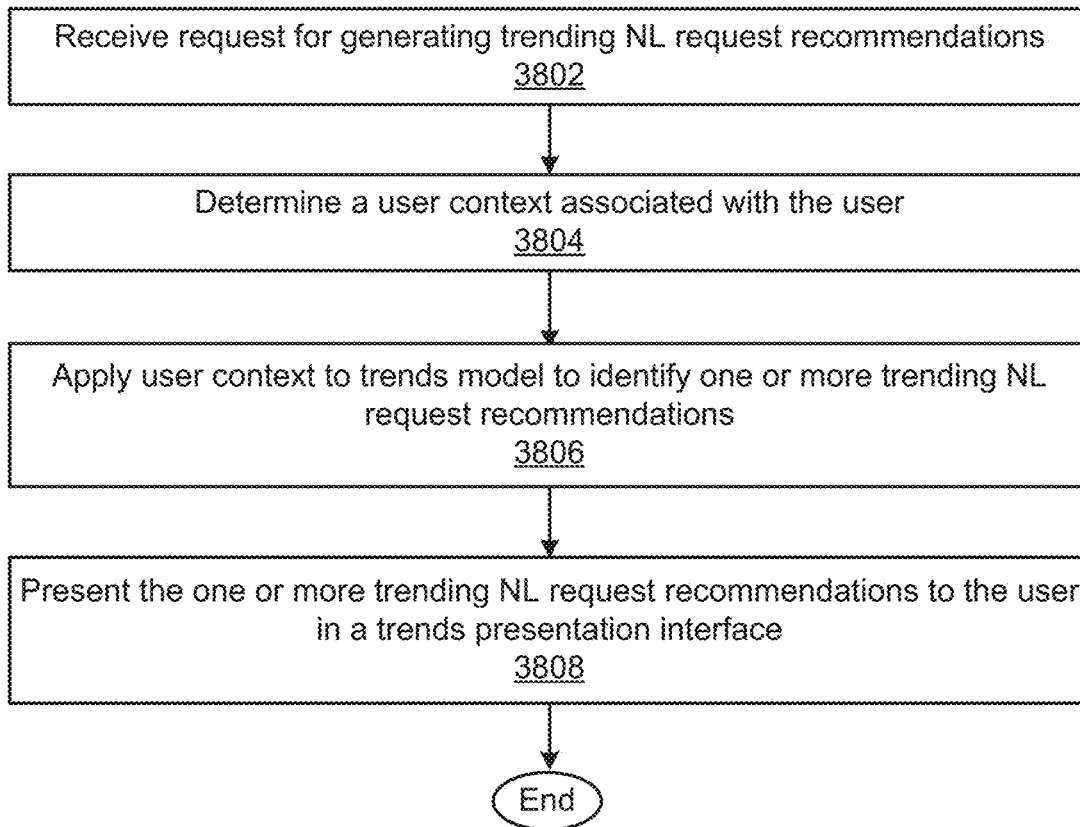 Receive request for generating trending NL request recommendations
3802
Determine a user context associated with the user
3804
Apply user context to trends model to identify one or more trending NL
request recommendations
3806
Present the one or more trending NL request recommendations to the user
in a trends presentation interface
3808
End